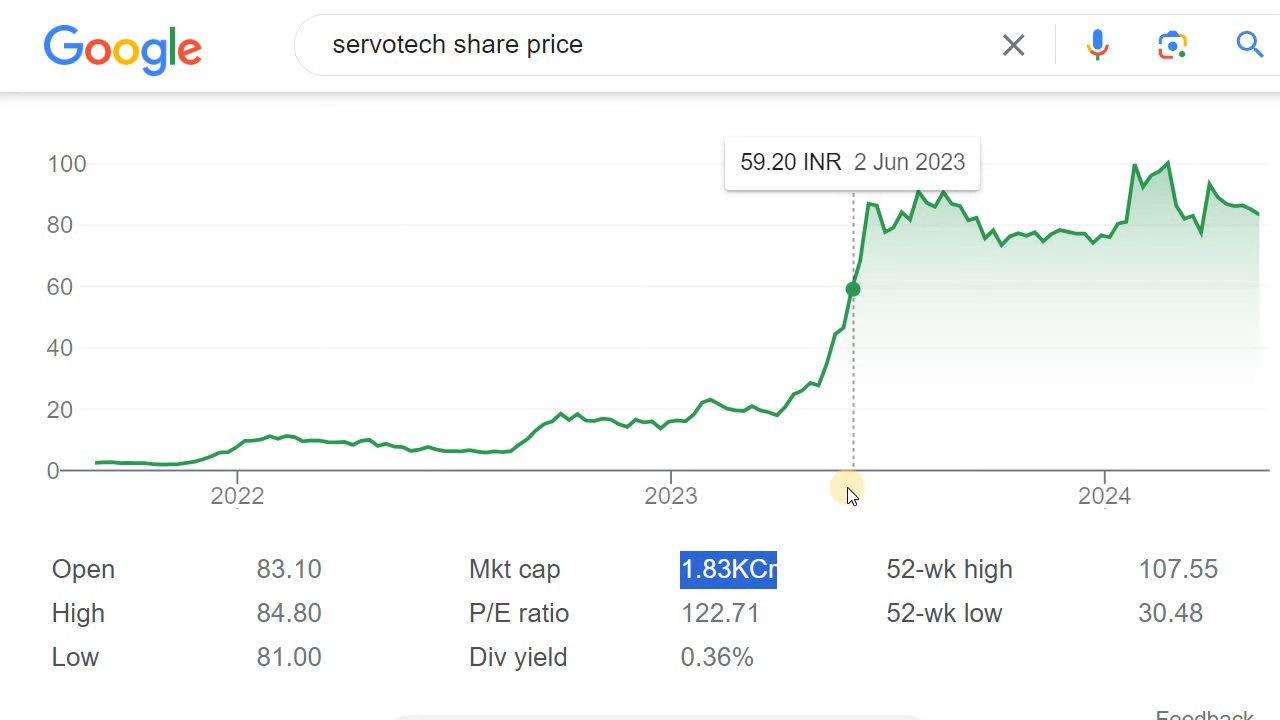 Google
servotech share price
59.20 INR 2 Jun 2023
100
80
60
40
20
0
2022 2023 2024
Open 83.10 Mkt cap 1.83KCr 52-wk high 107.55
High 84.80 P/E ratio 122.71 52-wk low 30.48
Low 81.00 Div yield 0.36%
Feedback